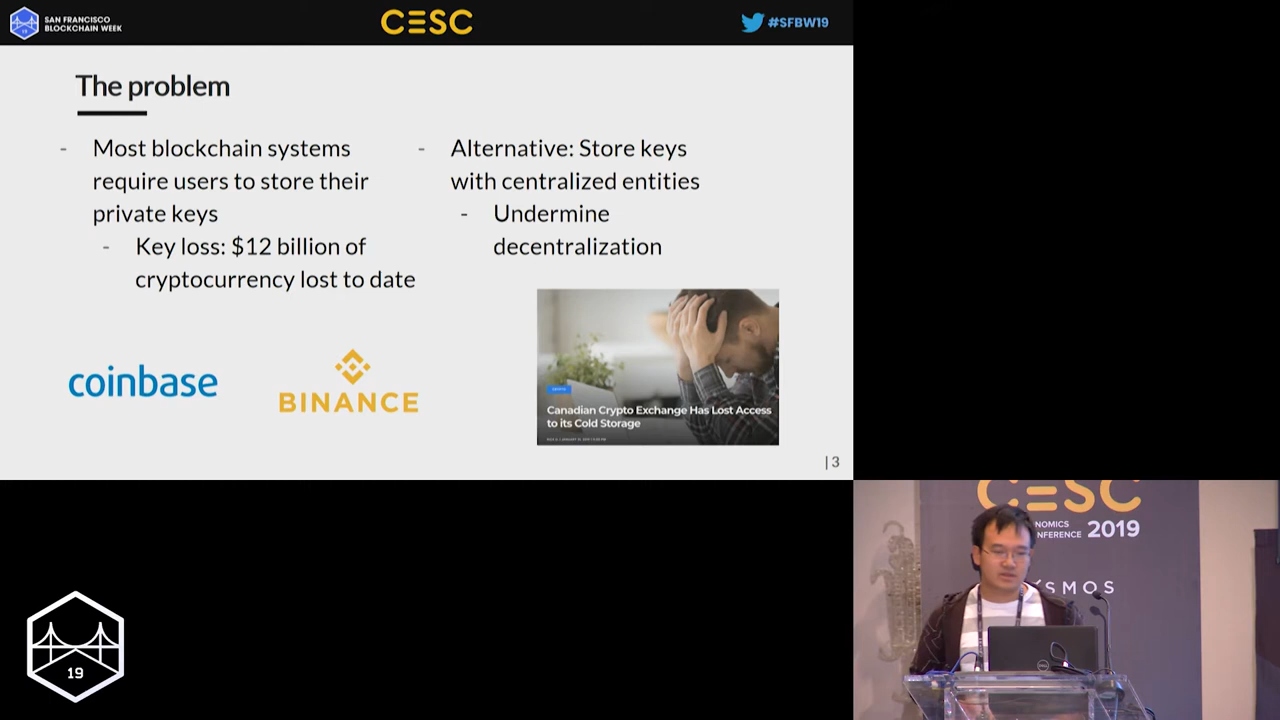 SAN FRANCISCO
BLOCKCHAIN WEEK
19
CESC
#SFBW19
The problem
- Most blockchain systems
require users to store their
private keys
- Key loss: $12 billion of
cryptocurrency lost to date
- Alternative: Store keys
with centralized entities
- Undermine
decentralization
coinbase
BINANCE
Canadian Crypto Exchange Has Lost Access
to its Cold Storage
| 3
CESC
NOMICS
NFERENCE 2019
SMOS
DELL
19